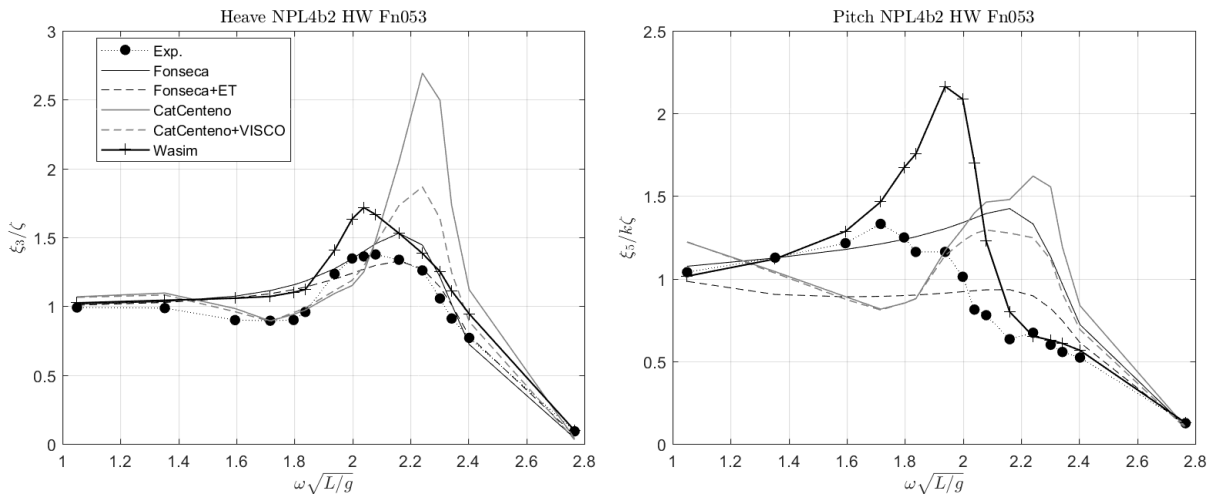 Heave NPL4b2 HW Fn053
3
2.5
2
1.5
1
0.5
0
ξ₃/ζ
Exp.
Fonseca
Fonseca+ET
CatCenteno
CatCenteno+VISCO
Wasim
1 1.2 1.4 1.6 1.8 2 2.2 2.4 2.6 2.8
ω√L/g
Pitch NPL4b2 HW Fn053
2.5
2
1.5
1
0.5
0
ξ₅/kζ
1 1.2 1.4 1.6 1.8 2 2.2 2.4 2.6 2.8
ω√L/g